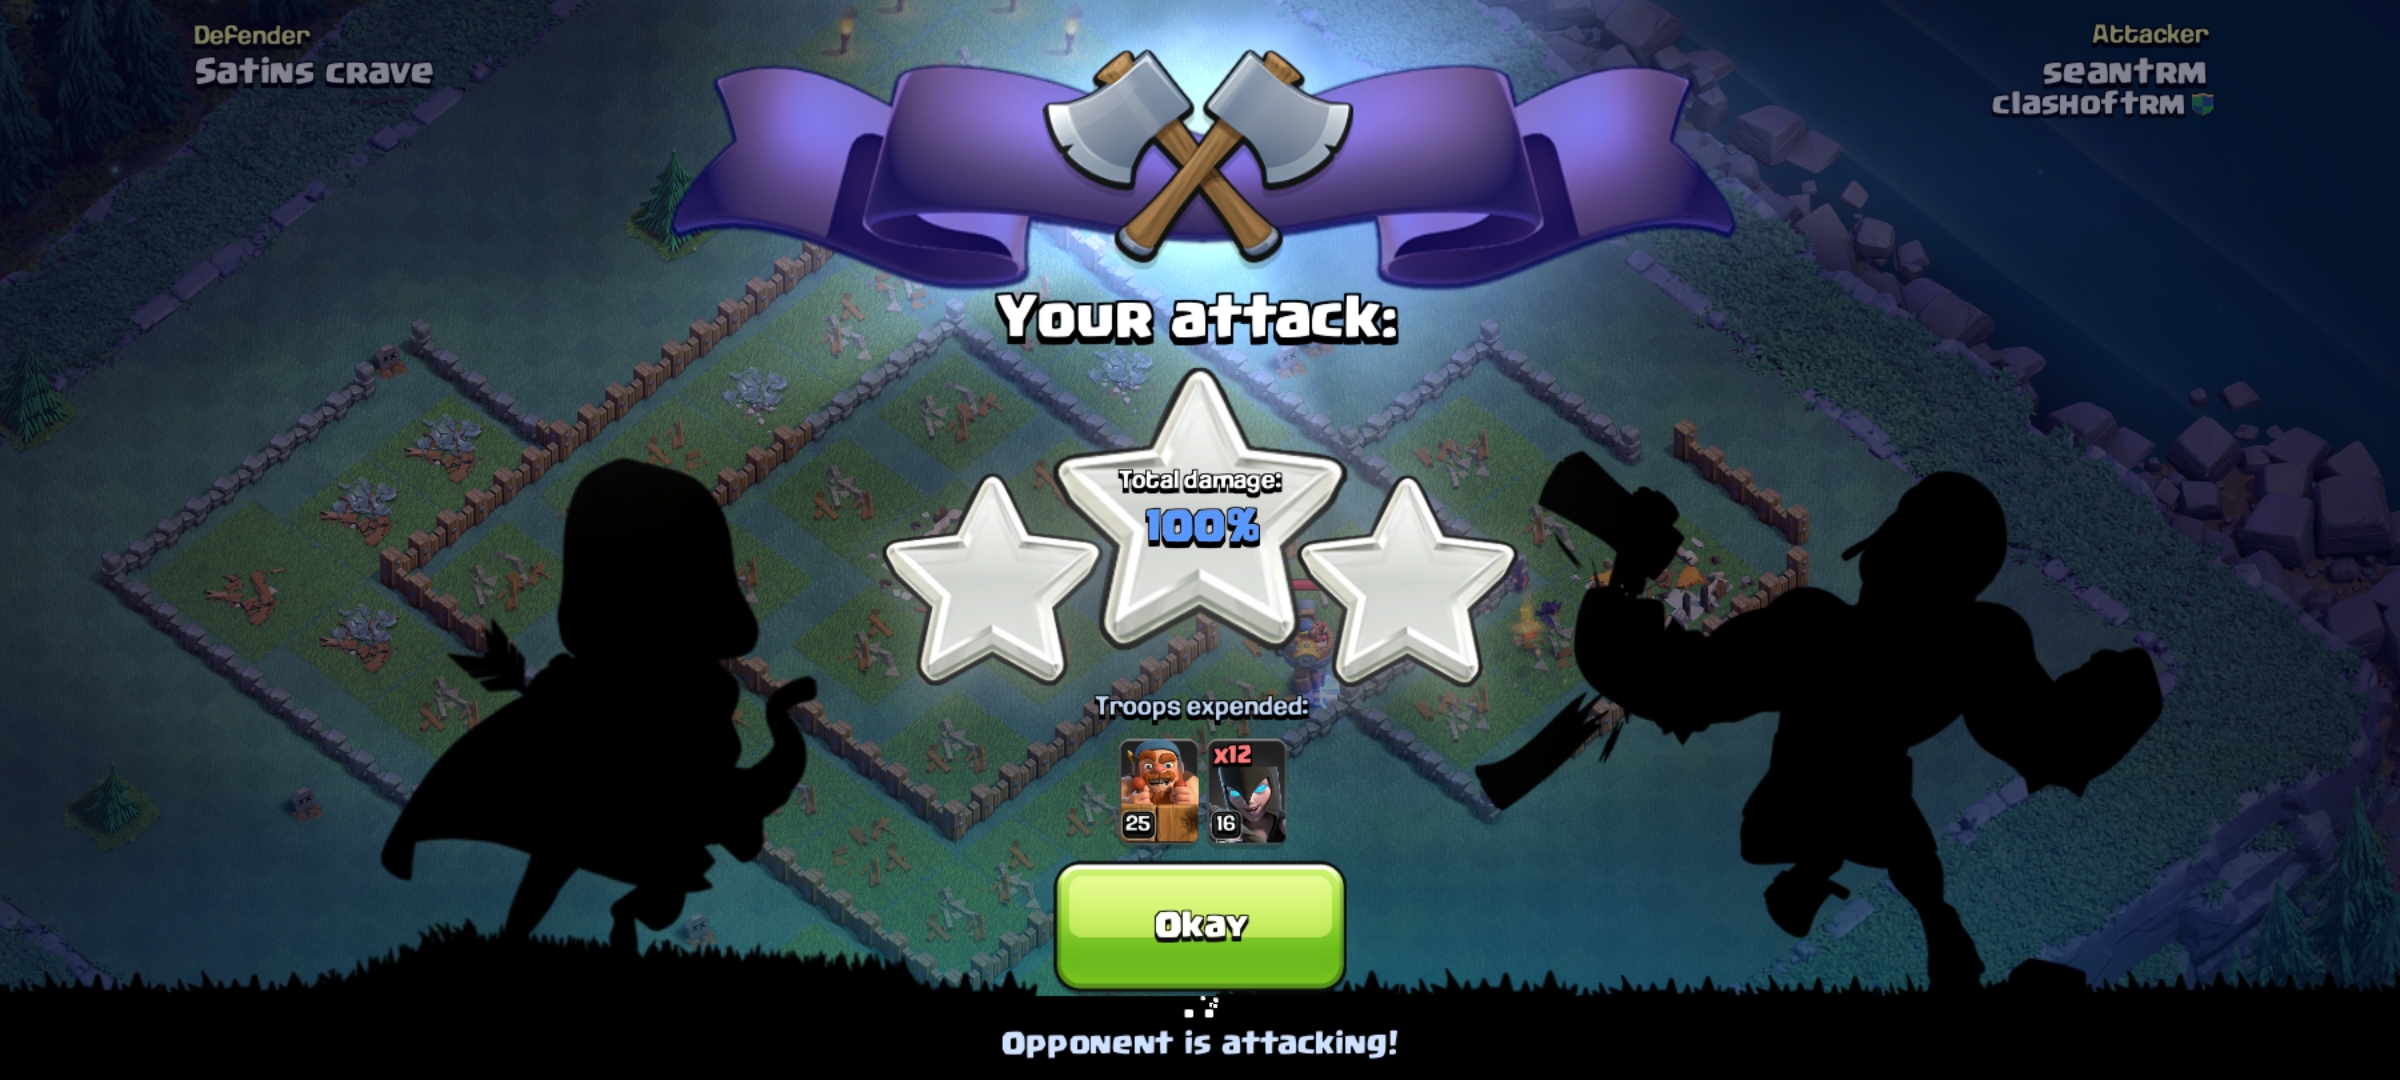 Defender
Satins crave
Attacker
seantrm
clashoftrm
Your attack:
Total damage:
100%
Troops expended:
x12
25
16
Okay
Opponent is attacking!